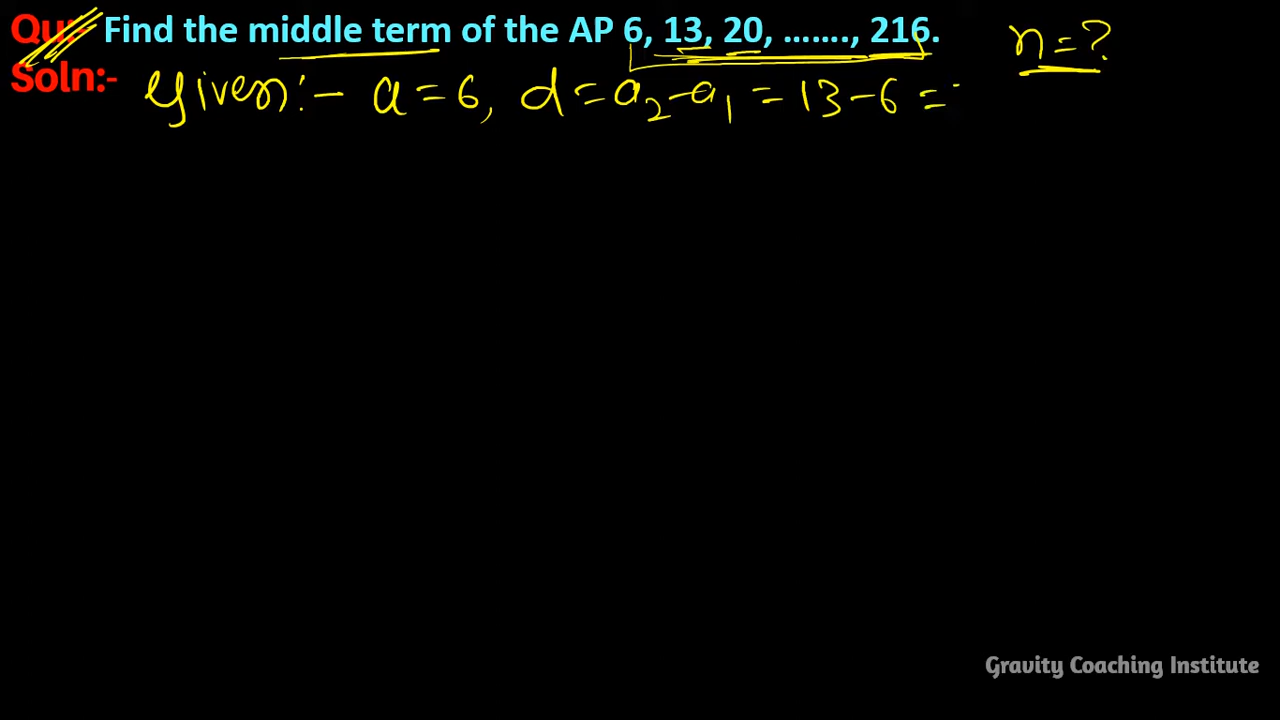 Que:- Find the middle term of the AP 6, 13, 20, ......., 216. n = ?
Soln:- Given:- a = 6, d = a₂ - a₁ = 13 - 6 =
Gravity Coaching Institute